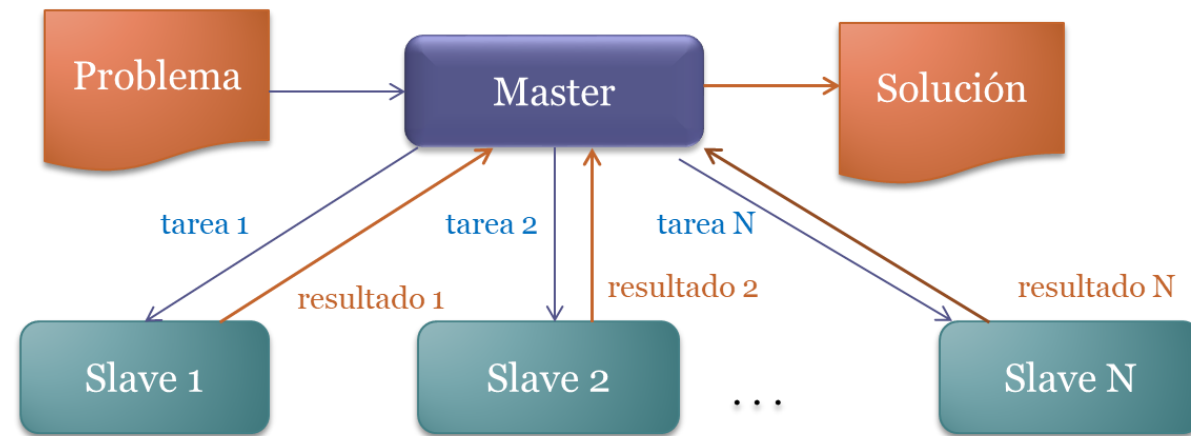 Problema
Master
Solución
tarea 1
tarea 2
tarea N
resultado 1
resultado 2
resultado N
Slave 1
Slave 2
. . .
Slave N